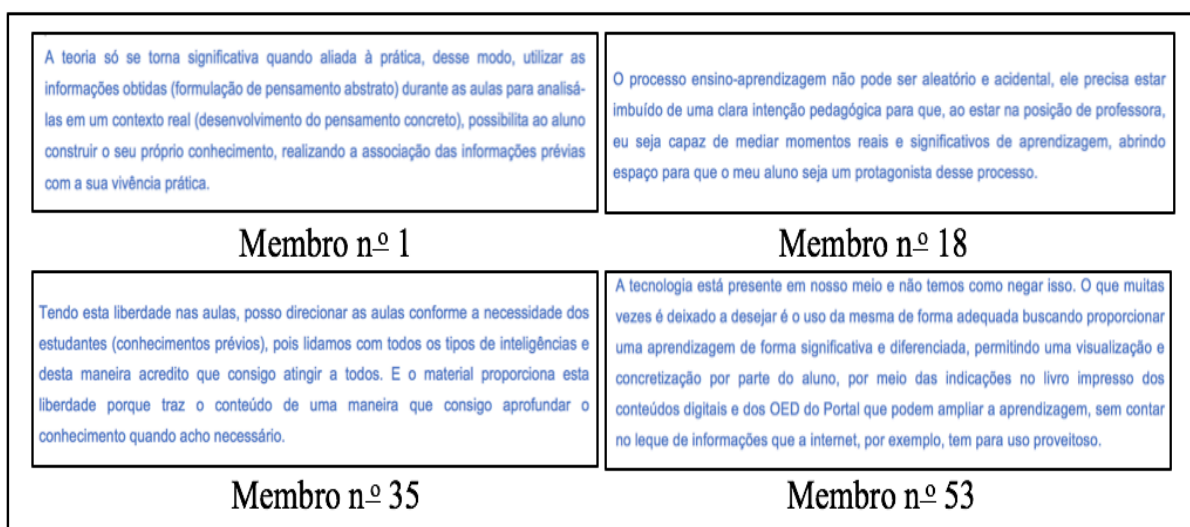 A teoria só se torna significativa quando aliada à prática, desse modo, utilizar as
informações obtidas (formulação de pensamento abstrato) durante as aulas para analisá-
las em um contexto real (desenvolvimento do pensamento concreto), possibilita ao aluno
construir o seu próprio conhecimento, realizando a associação das informações prévias
com a sua vivência prática.
Membro nº 1
O processo ensino-aprendizagem não pode ser aleatório e acidental, ele precisa estar
imbuído de uma clara intenção pedagógica para que, ao estar na posição de professora,
eu seja capaz de mediar momentos reais e significativos de aprendizagem, abrindo
espaço para que o meu aluno seja um protagonista desse processo.
Membro nº 18
Tendo esta liberdade nas aulas, posso direcionar as aulas conforme a necessidade dos
estudantes (conhecimentos prévios), pois lidamos com todos os tipos de inteligências e
desta maneira acredito que consigo atingir a todos. E o material proporciona esta
liberdade porque traz o conteúdo de uma maneira que consigo aprofundar o
conhecimento quando acho necessário.
Membro nº 35
A tecnologia está presente em nosso meio e não temos como negar isso. O que muitas
vezes é deixado a desejar é o uso da mesma de forma adequada buscando proporcionar
uma aprendizagem de forma significativa e diferenciada, permitindo uma visualização e
concretização por parte do aluno, por meio das indicações no livro impresso dos
conteúdos digitais e dos OED do Portal que podem ampliar a aprendizagem, sem contar
no leque de informações que a internet, por exemplo, tem para uso proveitoso.
Membro nº 53